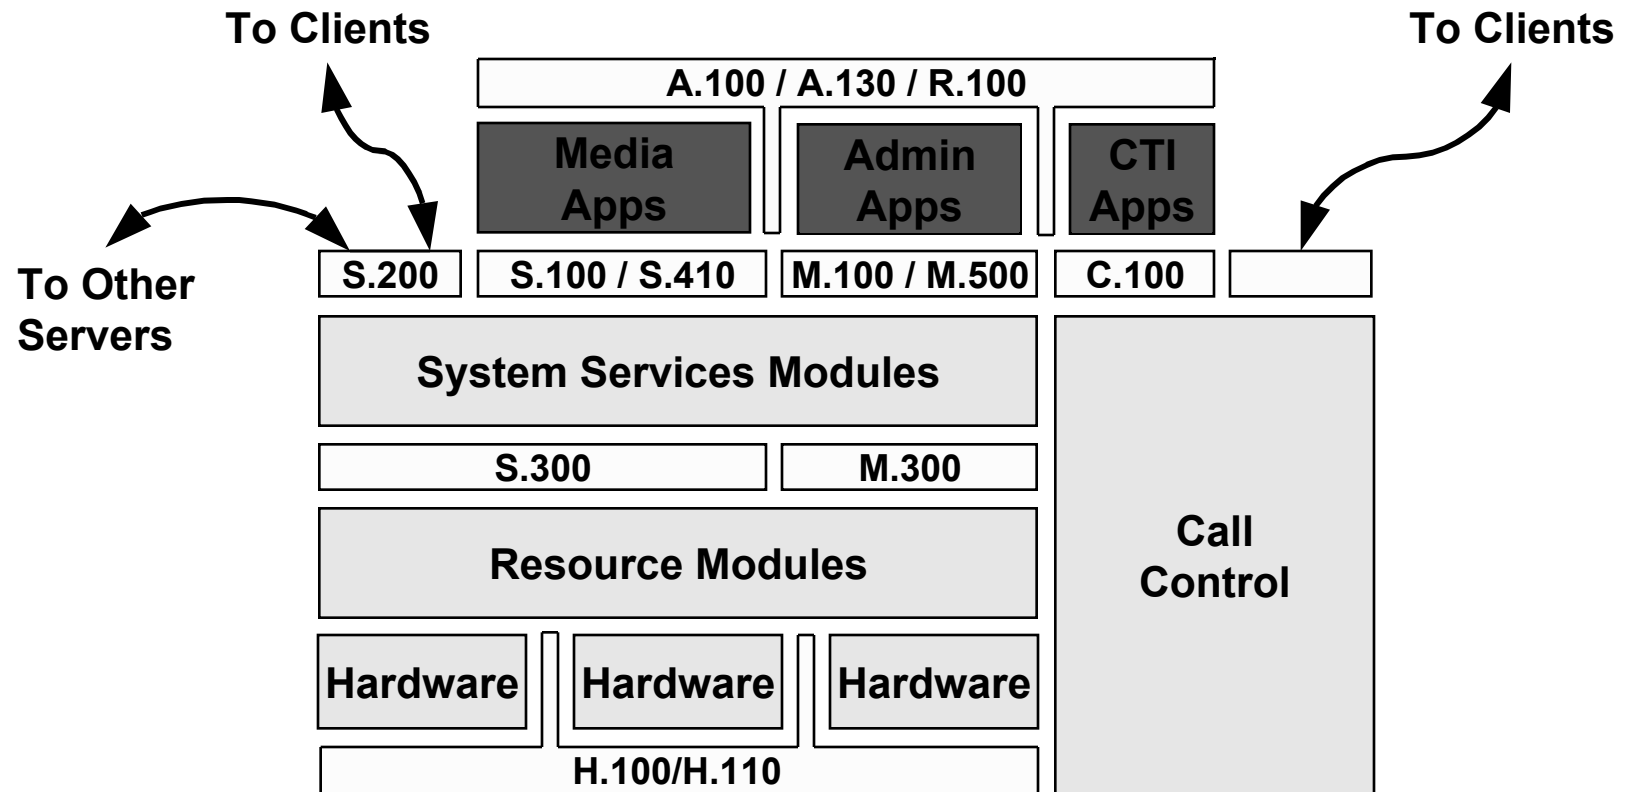 To Clients
To Clients
A.100 / A.130 / R.100
Media
Apps
Admin
Apps
CTI
Apps
To Other
Servers
S.200
S.100 / S.410
M.100 / M.500
C.100
System Services Modules
S.300
M.300
Resource Modules
Call
Control
Hardware
Hardware
Hardware
H.100/H.110